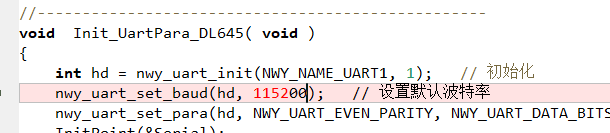 //-------------------------------------------------
void  Init_UartPara_DL645( void )
{
int hd = nwy_uart_init(NWY_NAME_UART1, 1);   // 初始化
nwy_uart_set_baud(hd, 115200);   // 设置默认波特率
nwy_uart_set_para(hd, NWY_UART_EVEN_PARITY, NWY_UART_DATA_BITS
InitPoint(&Serial);